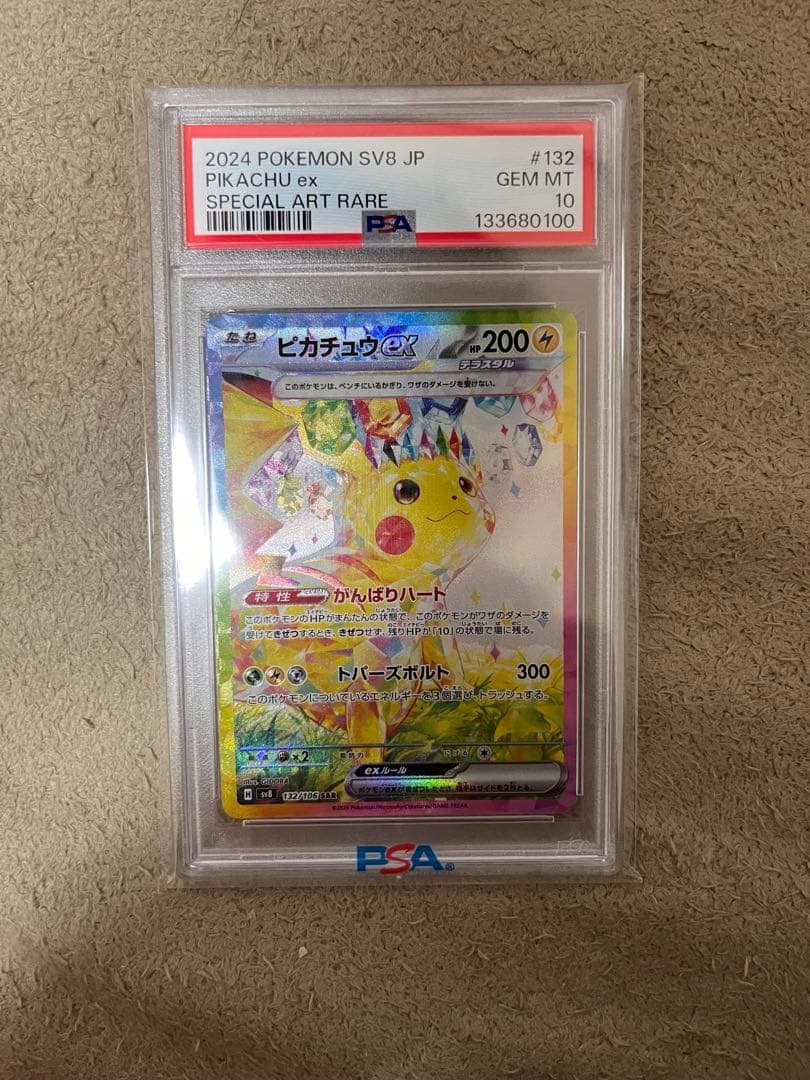 2024 POKEMON SV8 JP #132
PIKACHU ex GEM MT
SPECIAL ART RARE 10
PSA 133680100
たね ピカチュウex HP200
テラスタル
このポケモンは、ベンチにいるかぎり、ワザのダメージを受けない。
特性 がんばりハート
このポケモンのHPがまんたんの状態で、このポケモンがワザのダメージを
受けてきぜつするとき、きぜつせず、残りHPが「10」の状態で場に残る。
トパーズボルト 300
このポケモンについているエネルギーを3個選び、トラッシュする。
×2 にげる
exルール
Illus. GIDORA
H sv8 132/106 SAR
PSA